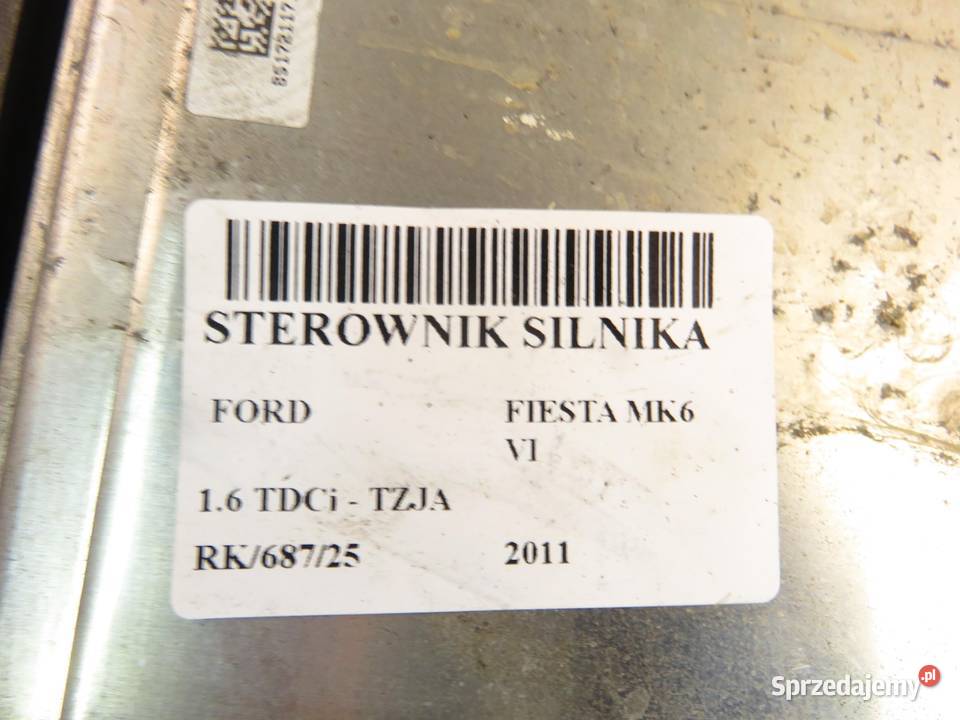 STEROWNIK SILNIKA
FORD FIESTA MK6
VI
1.6 TDCi - TZJA
RK/687/25 2011
Sprzedajemy.pl